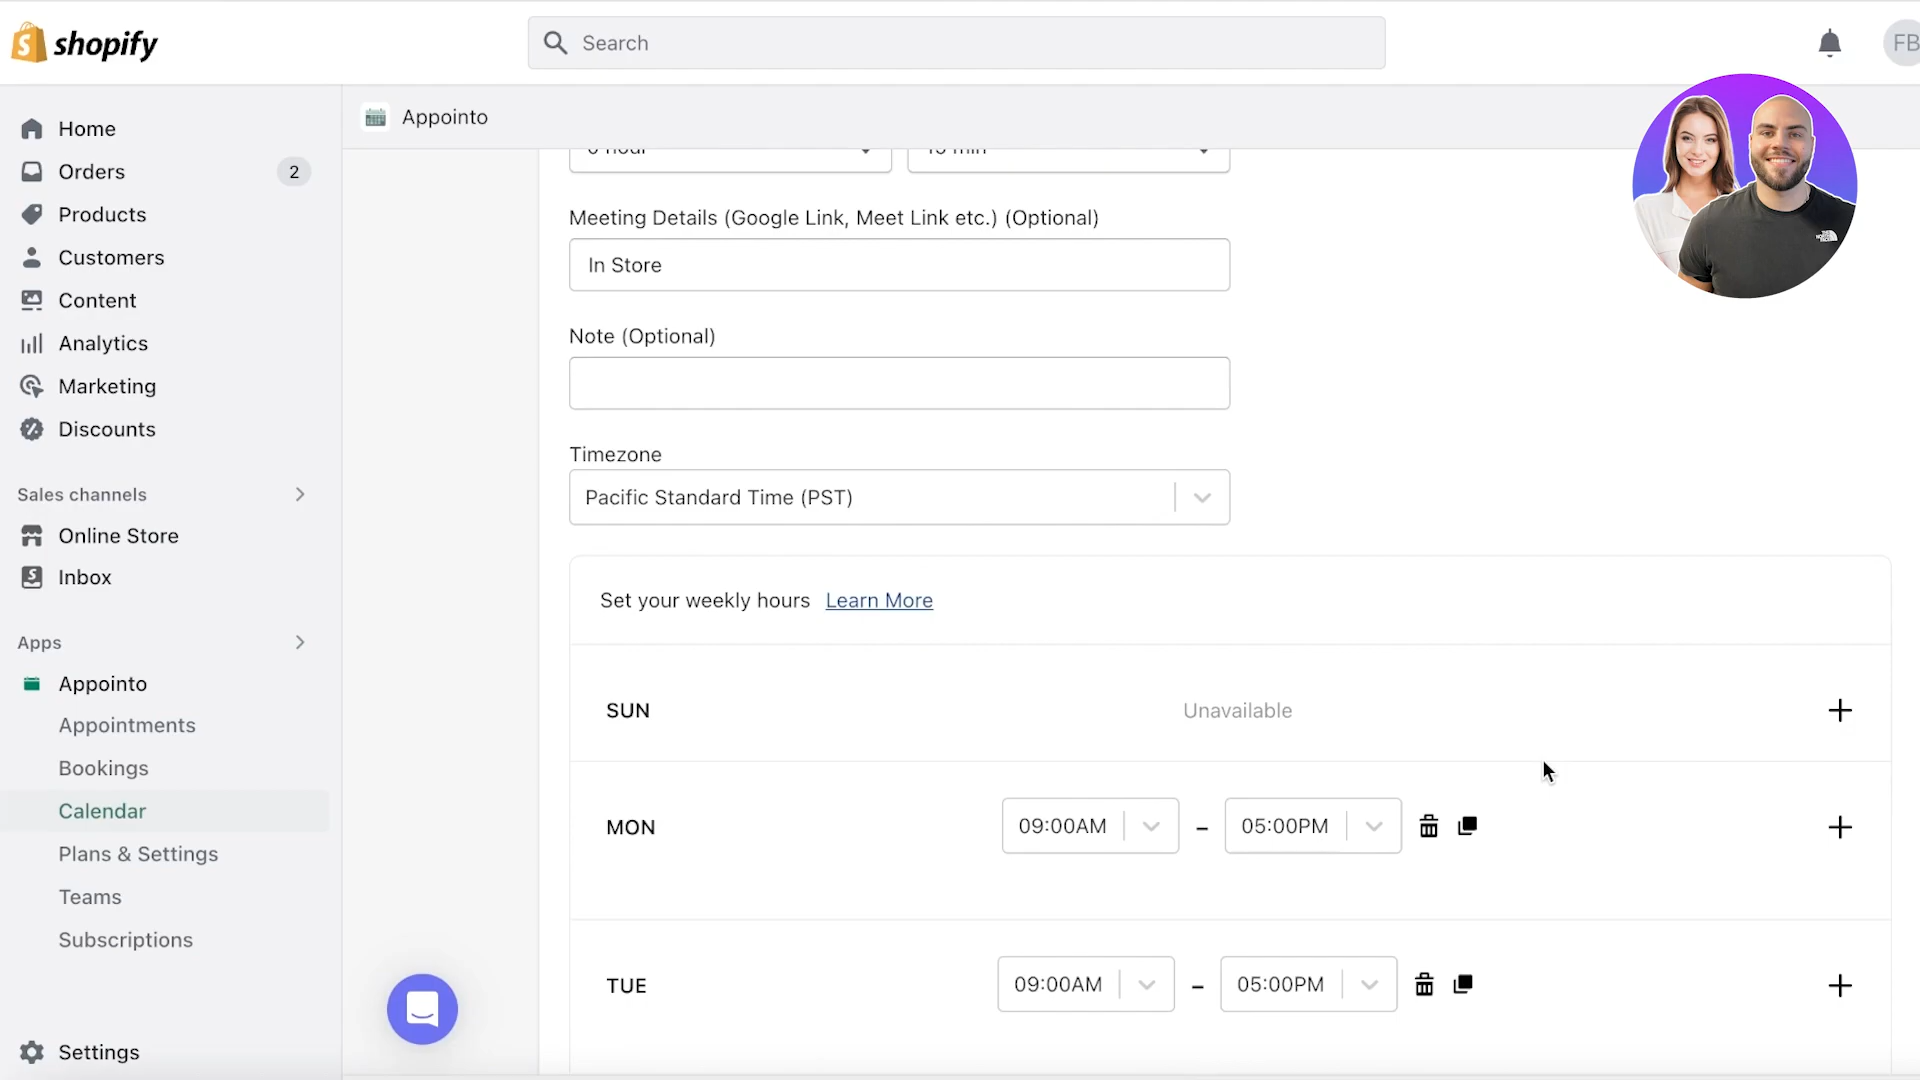 shopify
Search
FB
Home
Orders 2
Products
Customers
Content
Analytics
Marketing
Discounts
Sales channels
Online Store
Inbox
Apps
Appointo
Appointments
Bookings
Calendar
Plans & Settings
Teams
Subscriptions
Settings
Appointo
Meeting Details (Google Link, Meet Link etc.) (Optional)
In Store
Note (Optional)
Timezone
Pacific Standard Time (PST)
Set your weekly hours Learn More
SUN Unavailable
MON 09:00AM – 05:00PM
TUE 09:00AM – 05:00PM